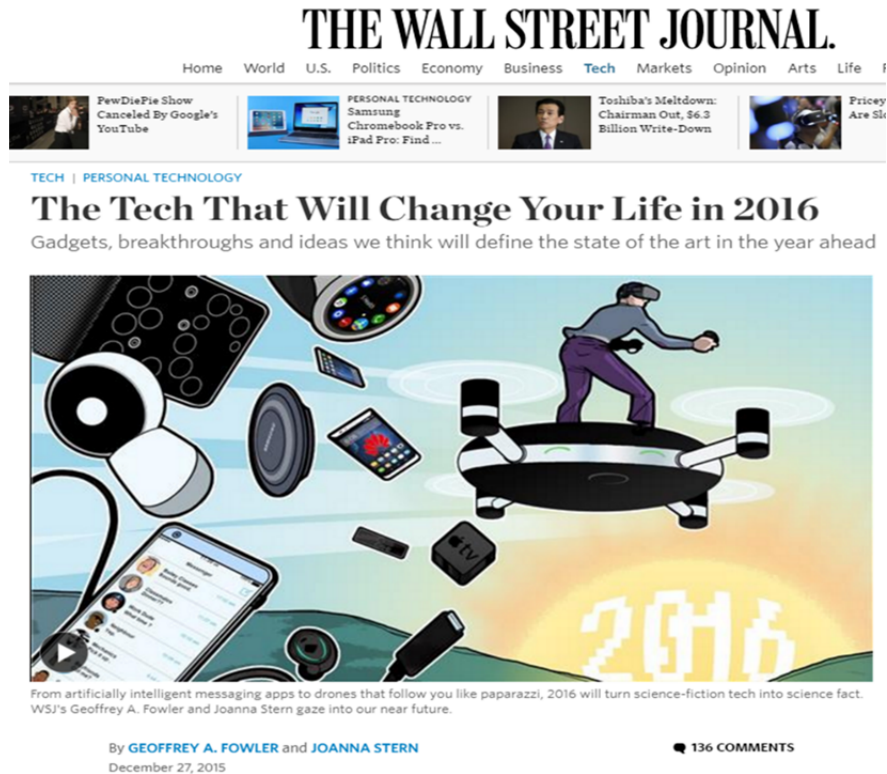 THE WALL STREET JOURNAL.
Home World U.S. Politics Economy Business Tech Markets Opinion Arts Life
PewDiePie Show
Canceled By Google's
YouTube
PERSONAL TECHNOLOGY
Samsung
Chromebook Pro vs.
iPad Pro: Find ...
Toshiba's Meltdown:
Chairman Out, $6.3
Billion Write-Down
Pricey
Are Slo
TECH | PERSONAL TECHNOLOGY
The Tech That Will Change Your Life in 2016
Gadgets, breakthroughs and ideas we think will define the state of the art in the year ahead
SAMSUNG
tv
Messenger
2016
From artificially intelligent messaging apps to drones that follow you like paparazzi, 2016 will turn science-fiction tech into science fact.
WSJ's Geoffrey A. Fowler and Joanna Stern gaze into our near future.
By GEOFFREY A. FOWLER and JOANNA STERN
136 COMMENTS
December 27, 2015